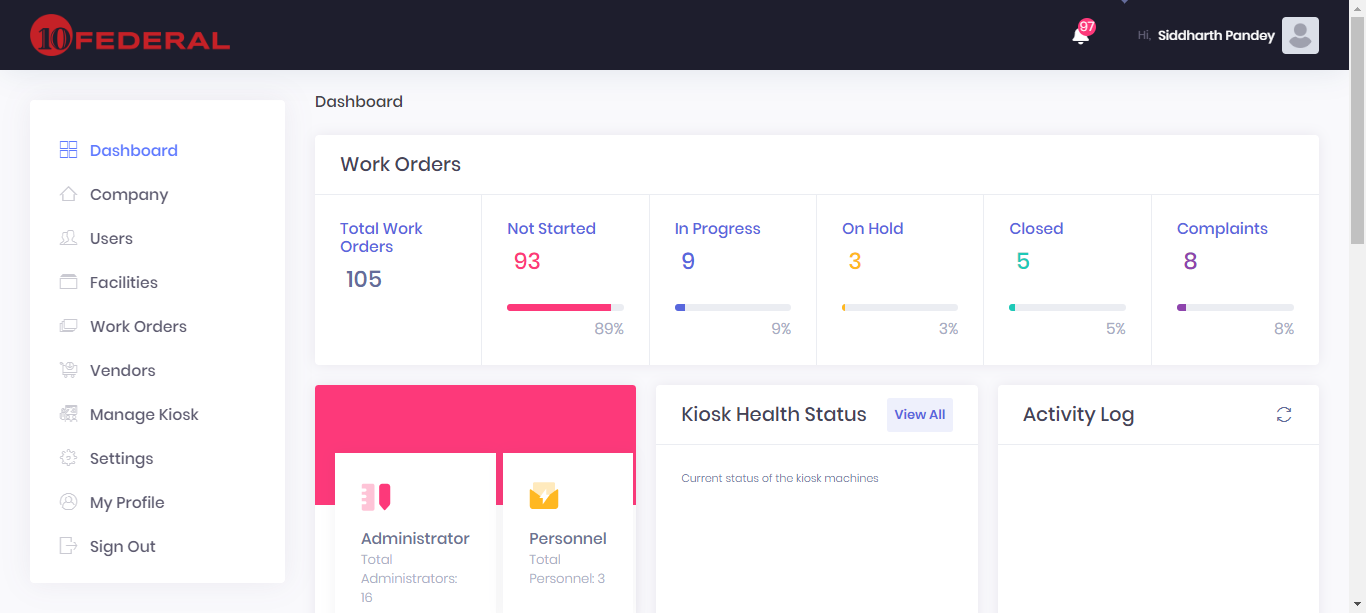 10 FEDERAL
97
Hi, Siddharth Pandey
Dashboard
Company
Users
Facilities
Work Orders
Vendors
Manage Kiosk
Settings
My Profile
Sign Out
Dashboard
Work Orders
Total Work
Orders
105
Not Started
93
89%
In Progress
9
9%
On Hold
3
3%
Closed
5
5%
Complaints
8
8%
Administrator
Total
Administrators:
16
Personnel
Total
Personnel: 3
Kiosk Health Status
View All
Current status of the kiosk machines
Activity Log